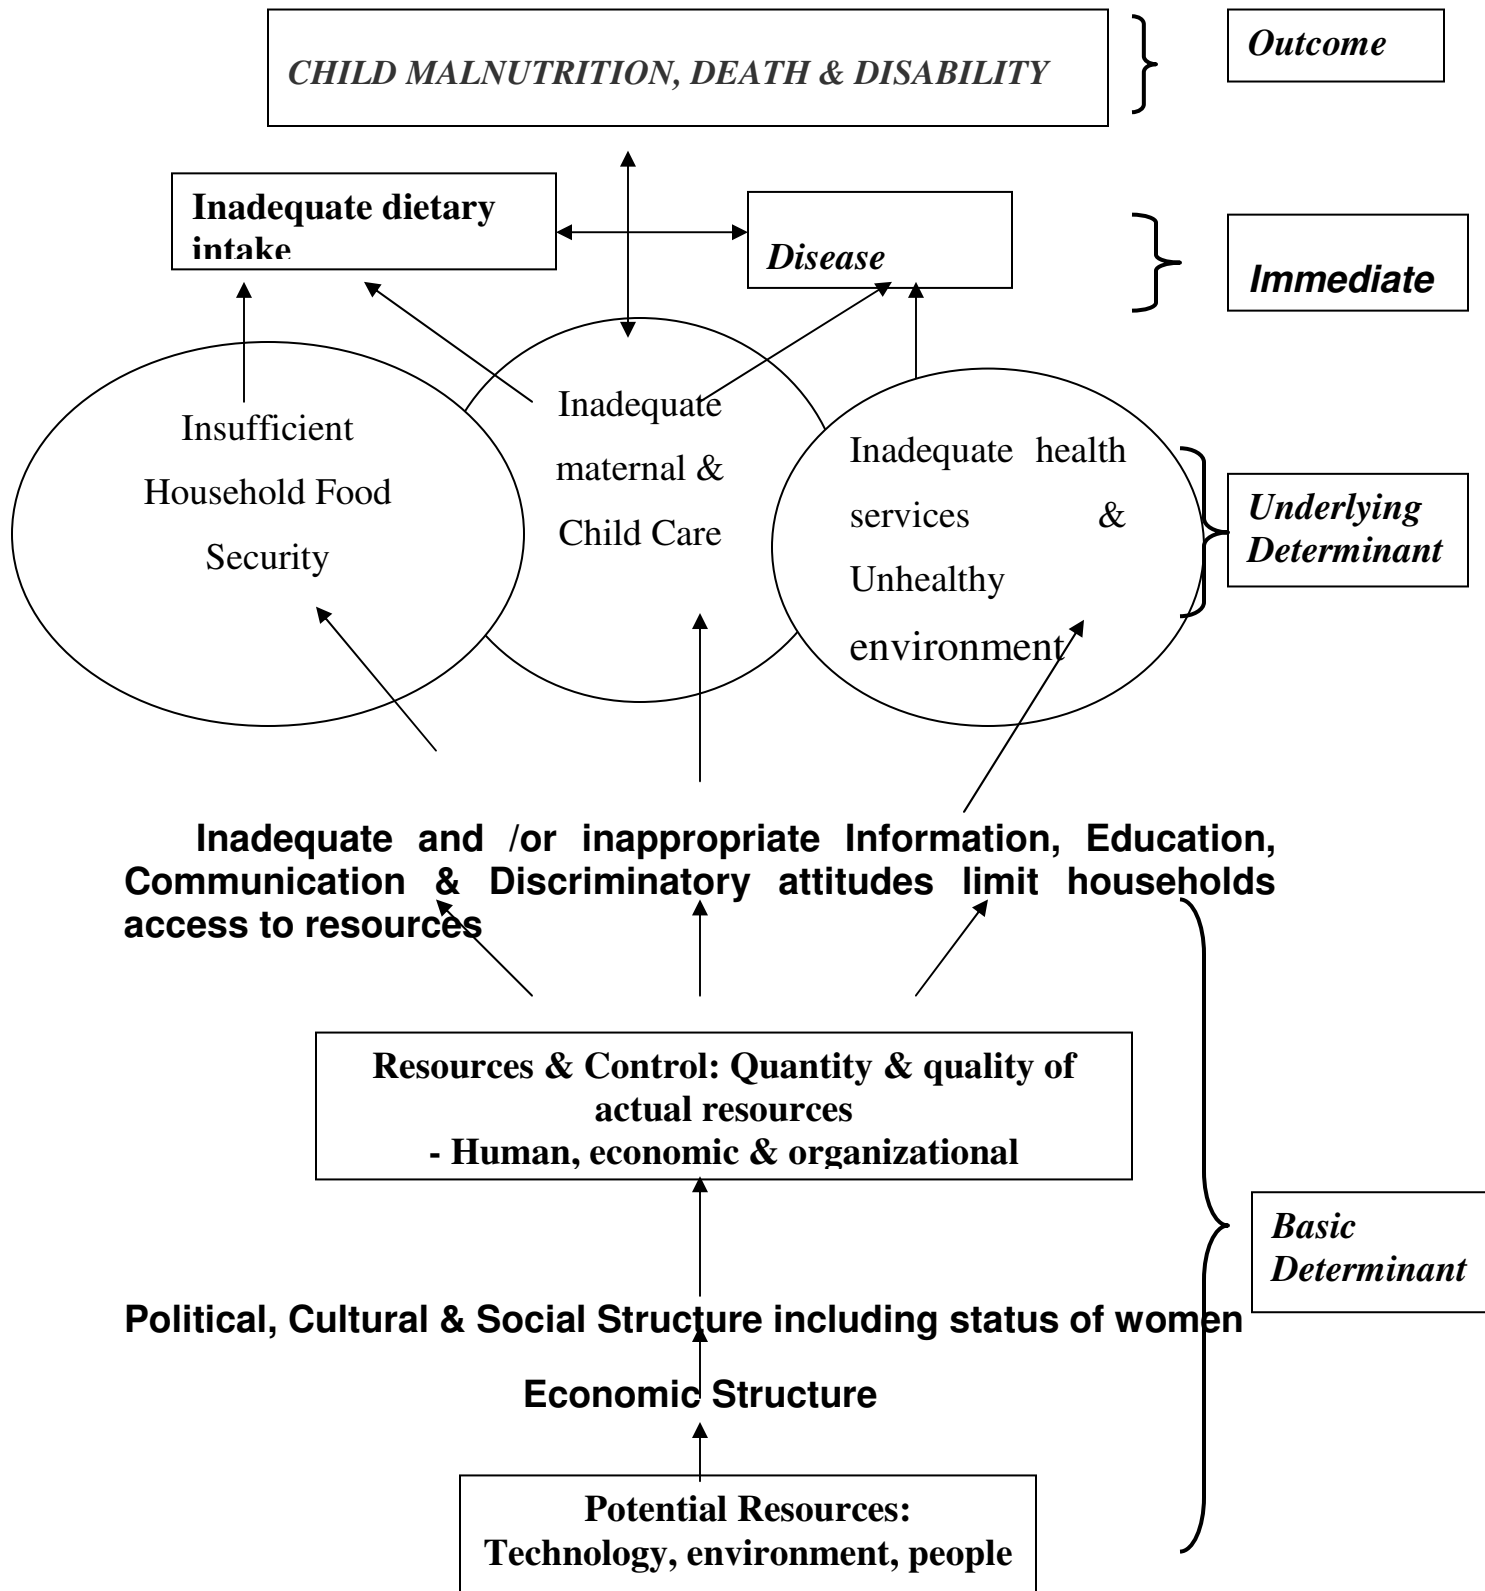 CHILD MALNUTRITION, DEATH & DISABILITY
Outcome
Inadequate dietary
intake
Disease
Immediate
Insufficient
Household Food
Security
Inadequate
maternal &
Child Care
Inadequate health
services &
Unhealthy
environment
Underlying
Determinant
Inadequate and /or inappropriate Information, Education,
Communication & Discriminatory attitudes limit households
access to resources
Resources & Control: Quantity & quality of
actual resources
- Human, economic & organizational
Basic
Determinant
Political, Cultural & Social Structure including status of women
Economic Structure
Potential Resources:
Technology, environment, people